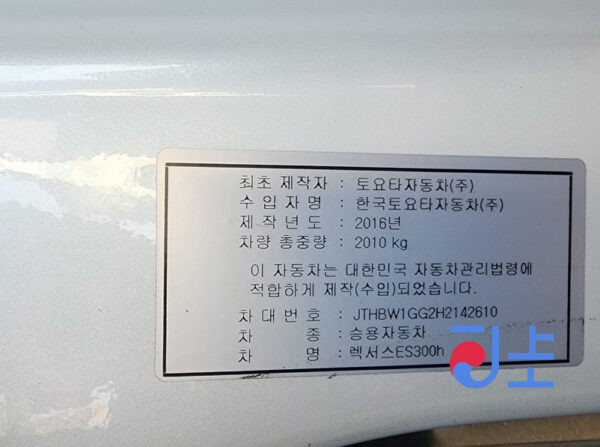 최초 제작자 : 토요타자동차(주)
수 입 자 명 : 한국토요타자동차(주)
제 작 년 도 : 2016년
차량 총중량 : 2010 kg
이 자동차는 대한민국 자동차관리법령에
적합하게 제작(수입)되었습니다.
차 대 번 호 : JTHBW1GG2H2142610
차 종 : 승용자동차
차 명 : 렉서스ES300h